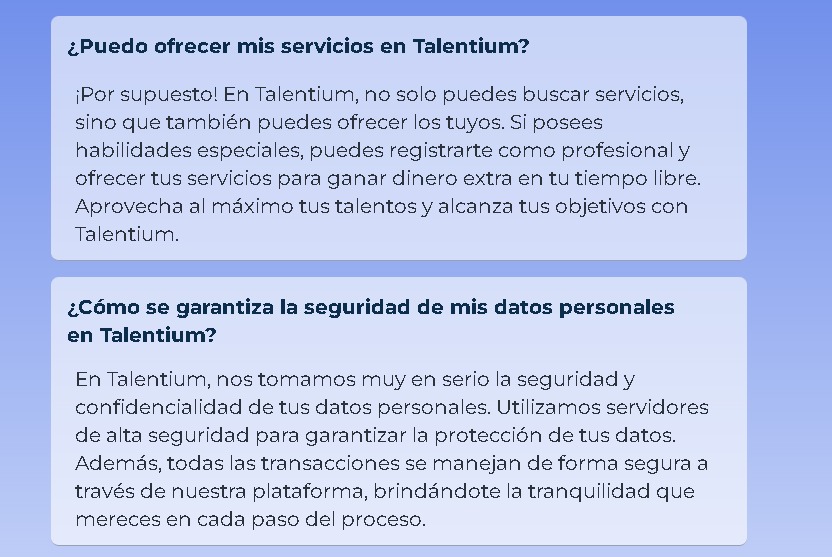 ¿Puedo ofrecer mis servicios en Talentium?
¡Por supuesto! En Talentium, no solo puedes buscar servicios,
sino que también puedes ofrecer los tuyos. Si posees
habilidades especiales, puedes registrarte como profesional y
ofrecer tus servicios para ganar dinero extra en tu tiempo libre.
Aprovecha al máximo tus talentos y alcanza tus objetivos con
Talentium.
¿Cómo se garantiza la seguridad de mis datos personales
en Talentium?
En Talentium, nos tomamos muy en serio la seguridad y
confidencialidad de tus datos personales. Utilizamos servidores
de alta seguridad para garantizar la protección de tus datos.
Además, todas las transacciones se manejan de forma segura a
través de nuestra plataforma, brindándote la tranquilidad que
mereces en cada paso del proceso.